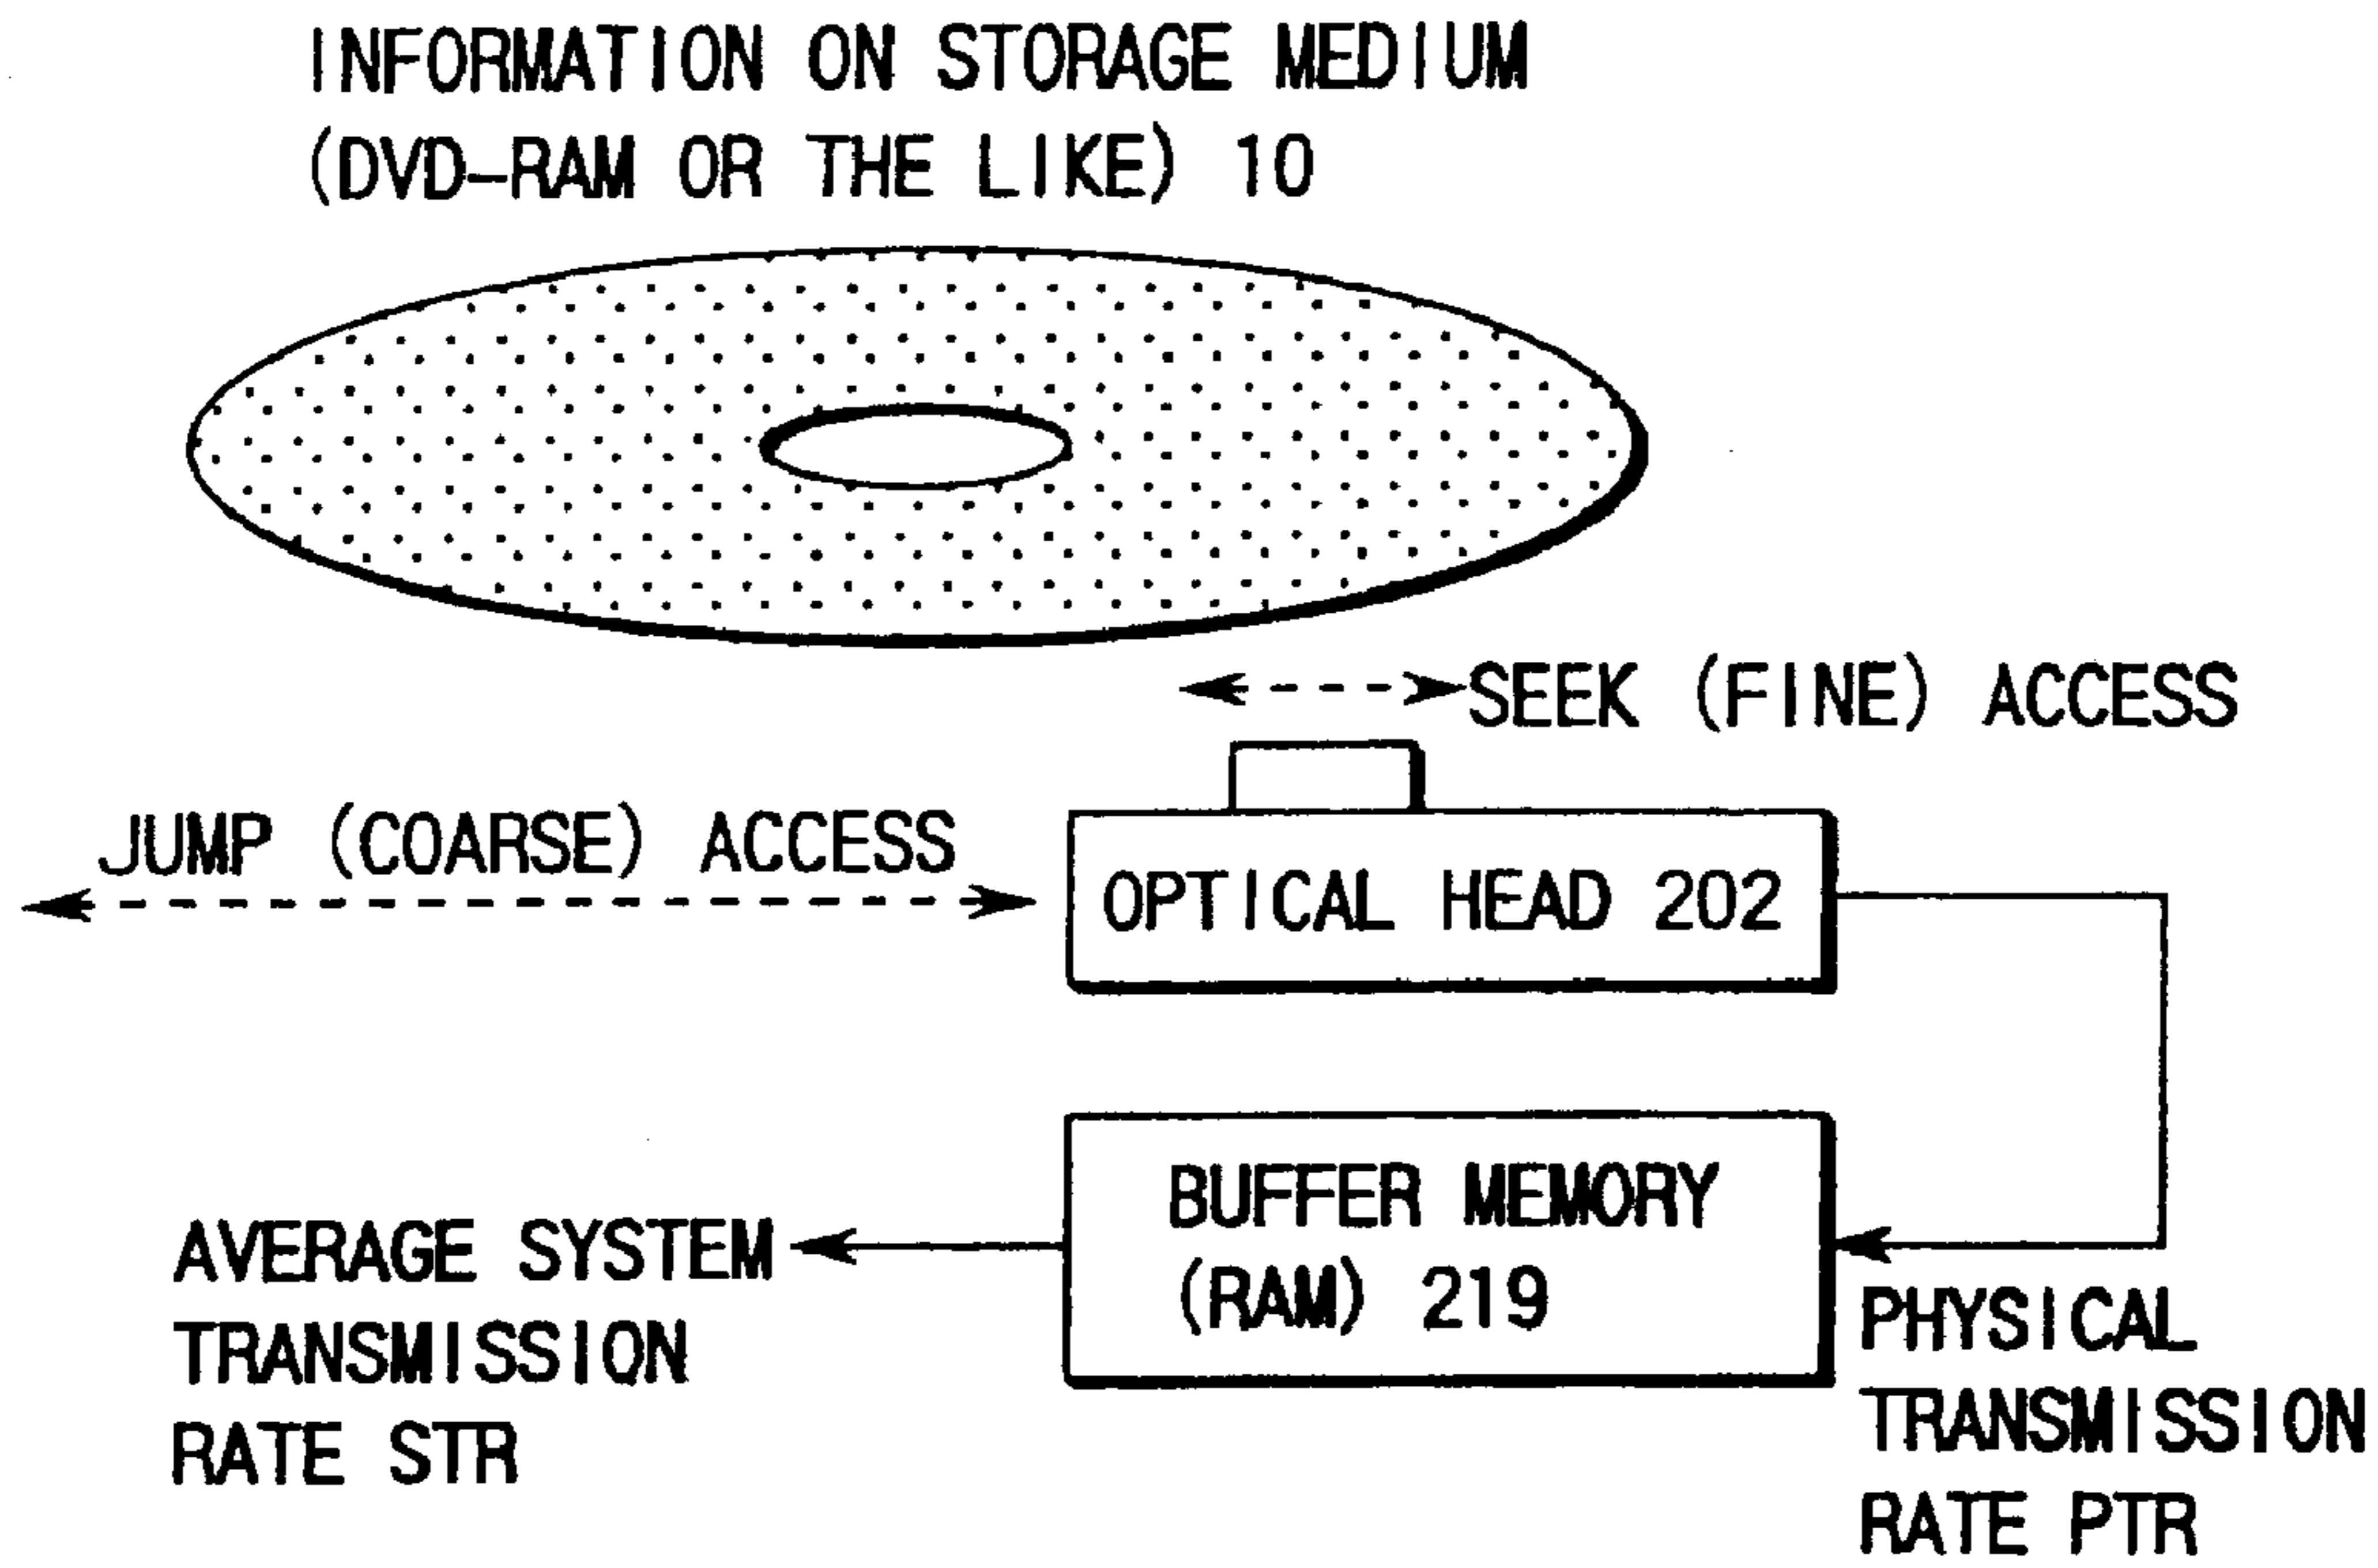 INFORMATION ON STORAGE MEDIUM
(DVD-RAM OR THE LIKE) 10
SEEK (FINE) ACCESS
JUMP (COARSE) ACCESS
OPTICAL HEAD 202
BUFFER MEMORY
(RAM) 219
AVERAGE SYSTEM
TRANSMISSION
RATE STR
PHYSICAL
TRANSMISSION
RATE PTR